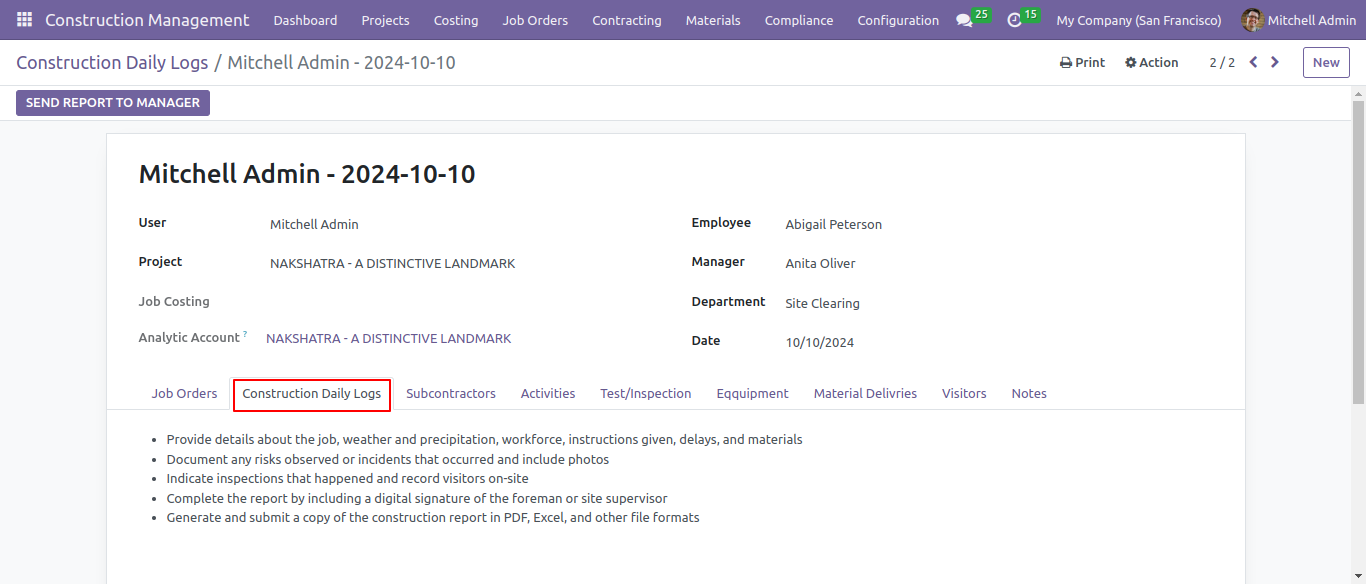 Construction Management Dashboard Projects Costing Job Orders Contracting Materials Compliance Configuration 25 15 My Company (San Francisco) Mitchell Admin
Construction Daily Logs / Mitchell Admin - 2024-10-10 Print Action 2 / 2 New
SEND REPORT TO MANAGER
Mitchell Admin - 2024-10-10
User Mitchell Admin Employee Abigail Peterson
Project NAKSHATRA - A DISTINCTIVE LANDMARK Manager Anita Oliver
Job Costing Department Site Clearing
Analytic Account ? NAKSHATRA - A DISTINCTIVE LANDMARK Date 10/10/2024
Job Orders Construction Daily Logs Subcontractors Activities Test/Inspection Eqquipment Material Delivries Visitors Notes
• Provide details about the job, weather and precipitation, workforce, instructions given, delays, and materials
• Document any risks observed or incidents that occurred and include photos
• Indicate inspections that happened and record visitors on-site
• Complete the report by including a digital signature of the foreman or site supervisor
• Generate and submit a copy of the construction report in PDF, Excel, and other file formats